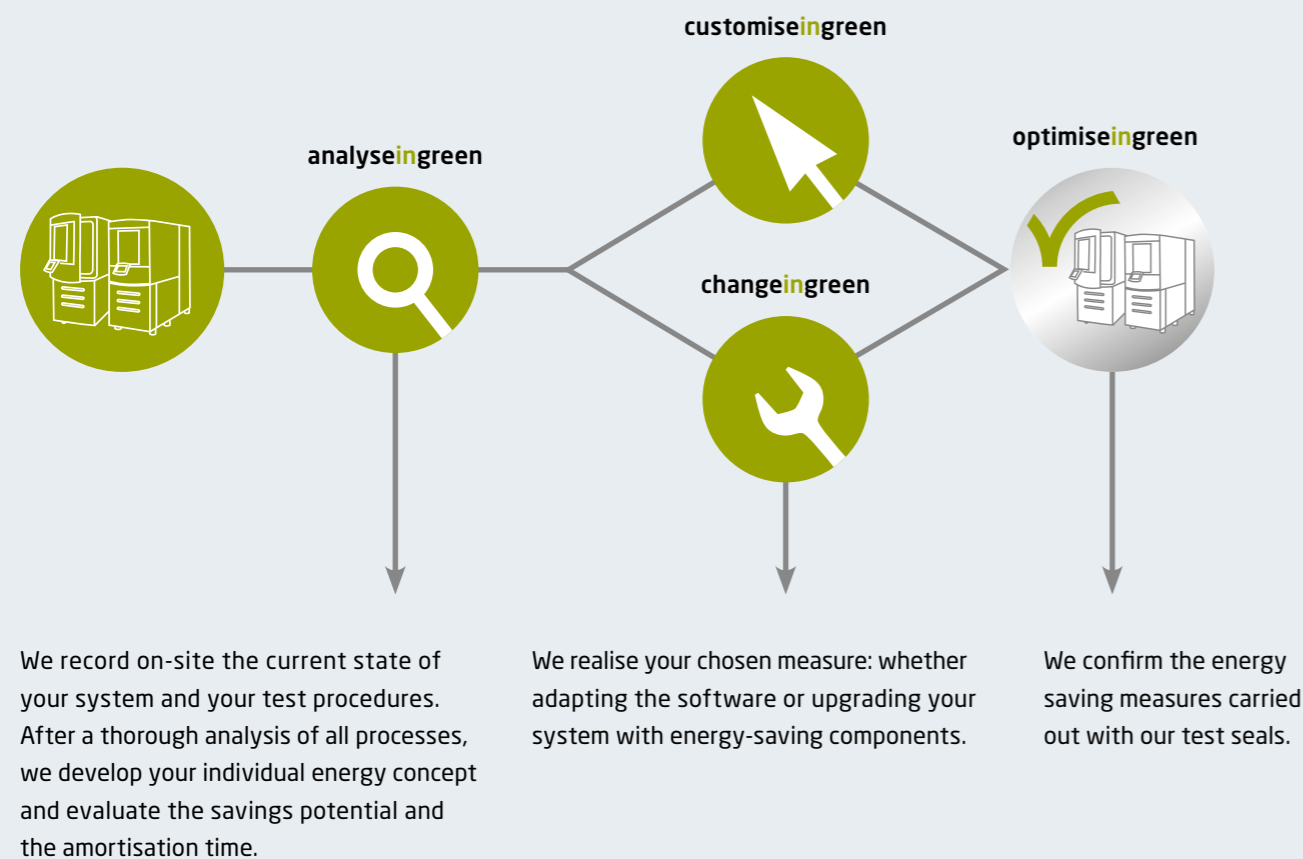 customiseingreen
optimiseingreen
analyseingreen
changeingreen
We record on-site the current state of
your system and your test procedures.
After a thorough analysis of all processes,
we develop your individual energy concept
and evaluate the savings potential and
the amortisation time.
We realise your chosen measure: whether
adapting the software or upgrading your
system with energy-saving components.
We confirm the energy
saving measures carried
out with our test seals.